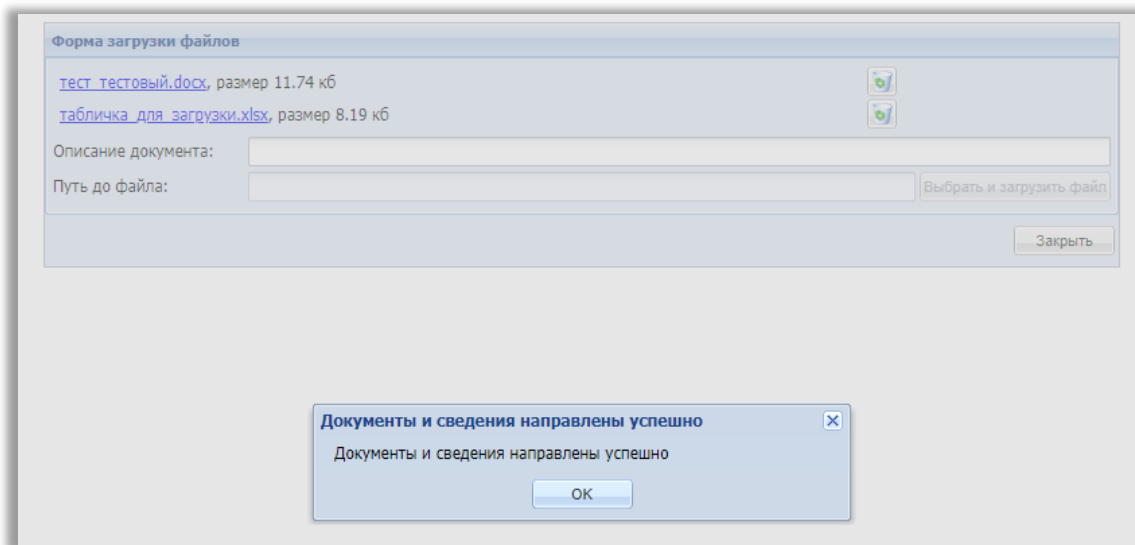 Форма загрузки файлов
тест_тестовый.docx, размер 11.74 кб
табличка_для_загрузки.xlsx, размер 8.19 кб
Описание документа:
Путь до файла: Выбрать и загрузить файл
Закрыть
Документы и сведения направлены успешно
Документы и сведения направлены успешно
ОК